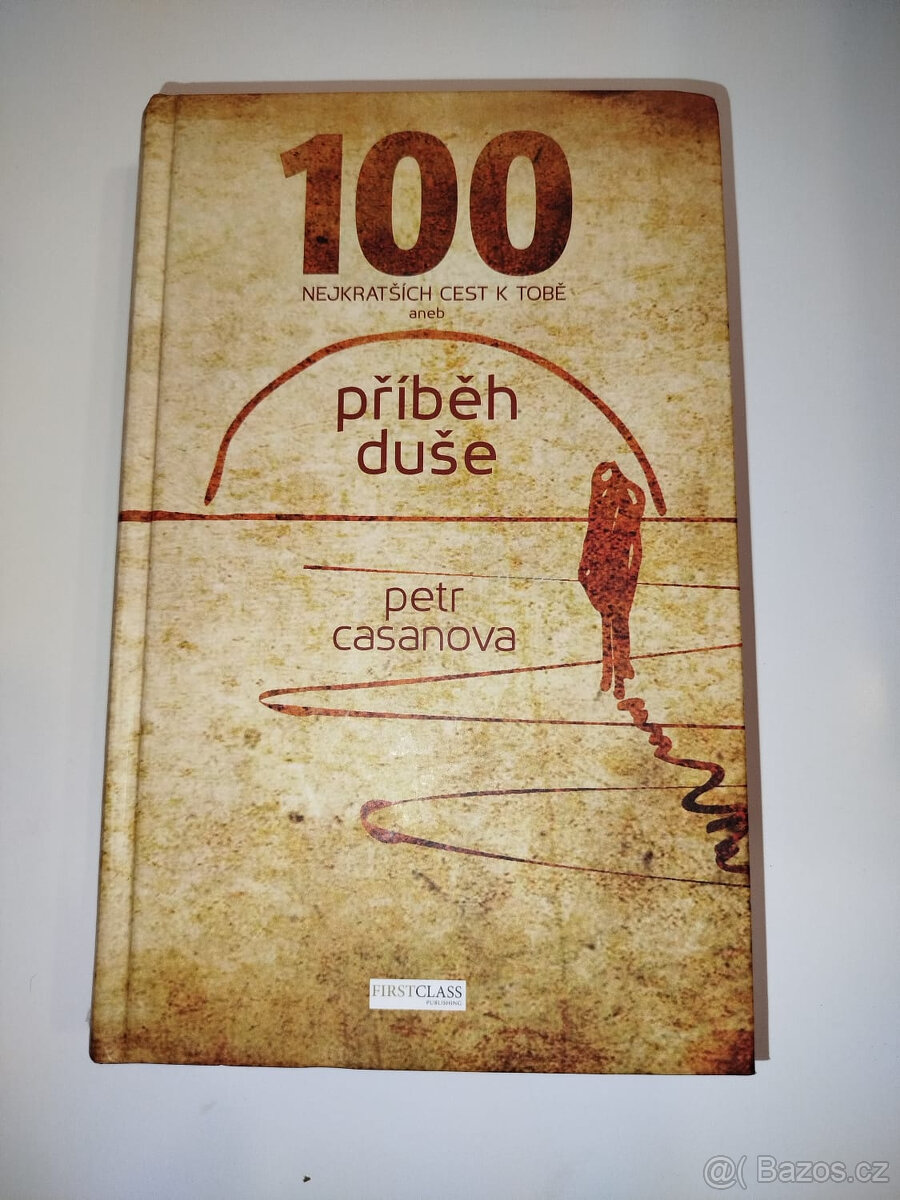 100
NEJKRATŠÍCH CEST K TOBĚ
aneb
příběh
duše
petr
casanova
FIRSTCLASS
PUBLISHING
@( Bazos.cz